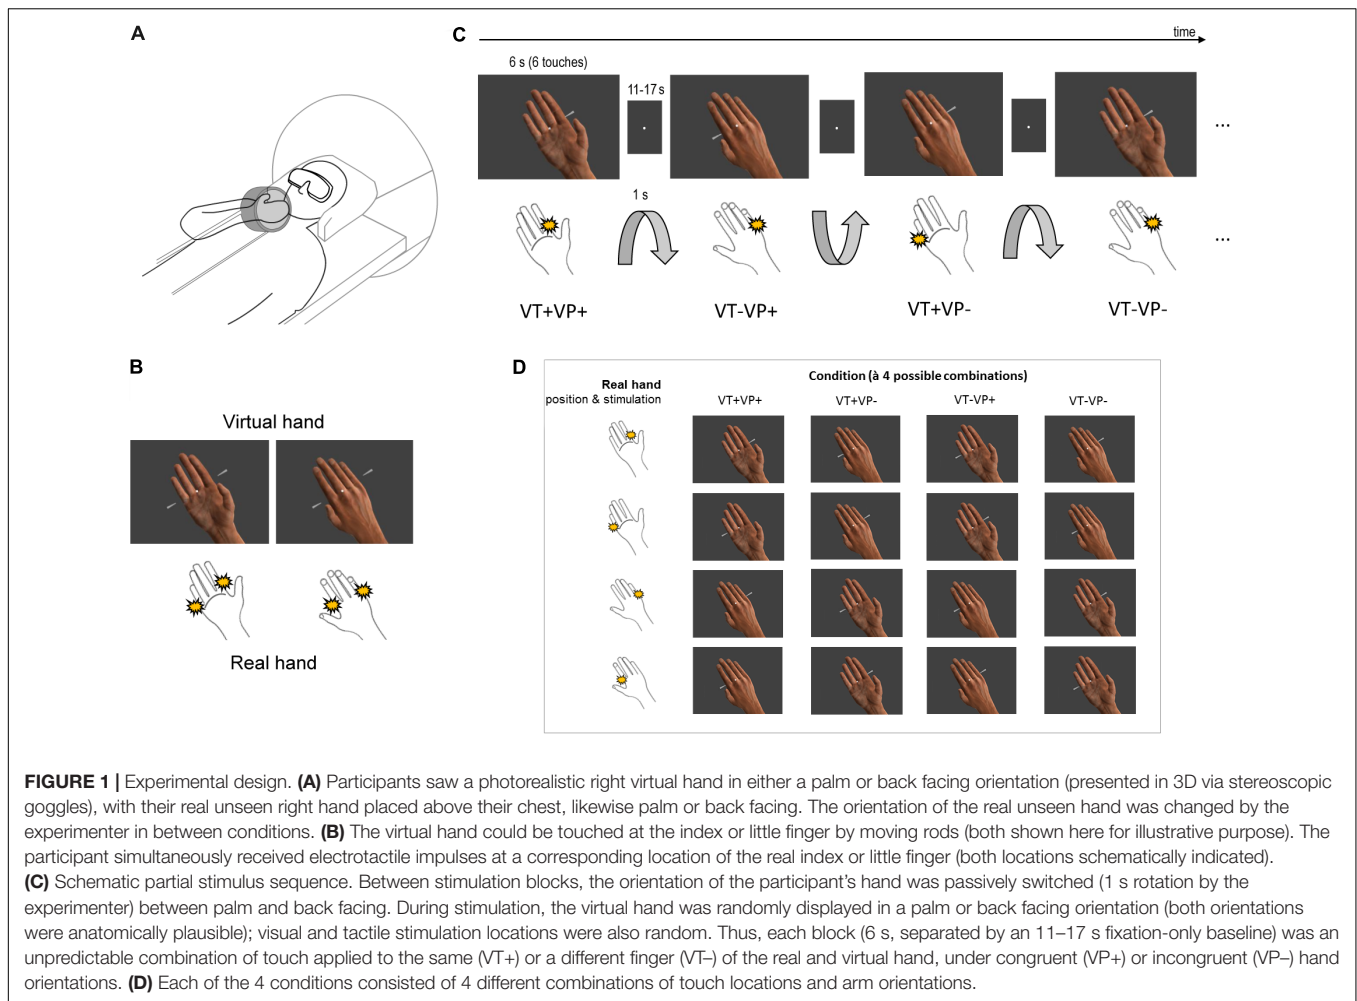 A
C
time
6 s (6 touches)
11-17 s
...
1 s
...
VT+VP+
VT-VP+
VT+VP-
VT-VP-
B
Virtual hand
Real hand
D
Condition (à 4 possible combinations)
Real hand
position & stimulation
VT+VP+
VT+VP-
VT-VP+
VT-VP-
FIGURE 1 | Experimental design. (A) Participants saw a photorealistic right virtual hand in either a palm or back facing orientation (presented in 3D via stereoscopic
goggles), with their real unseen right hand placed above their chest, likewise palm or back facing. The orientation of the real unseen hand was changed by the
experimenter in between conditions. (B) The virtual hand could be touched at the index or little finger by moving rods (both shown here for illustrative purpose). The
participant simultaneously received electrotactile impulses at a corresponding location of the real index or little finger (both locations schematically indicated).
(C) Schematic partial stimulus sequence. Between stimulation blocks, the orientation of the participant's hand was passively switched (1 s rotation by the
experimenter) between palm and back facing. During stimulation, the virtual hand was randomly displayed in a palm or back facing orientation (both orientations
were anatomically plausible); visual and tactile stimulation locations were also random. Thus, each block (6 s, separated by an 11–17 s fixation-only baseline) was an
unpredictable combination of touch applied to the same (VT+) or a different finger (VT–) of the real and virtual hand, under congruent (VP+) or incongruent (VP–) hand
orientations. (D) Each of the 4 conditions consisted of 4 different combinations of touch locations and arm orientations.